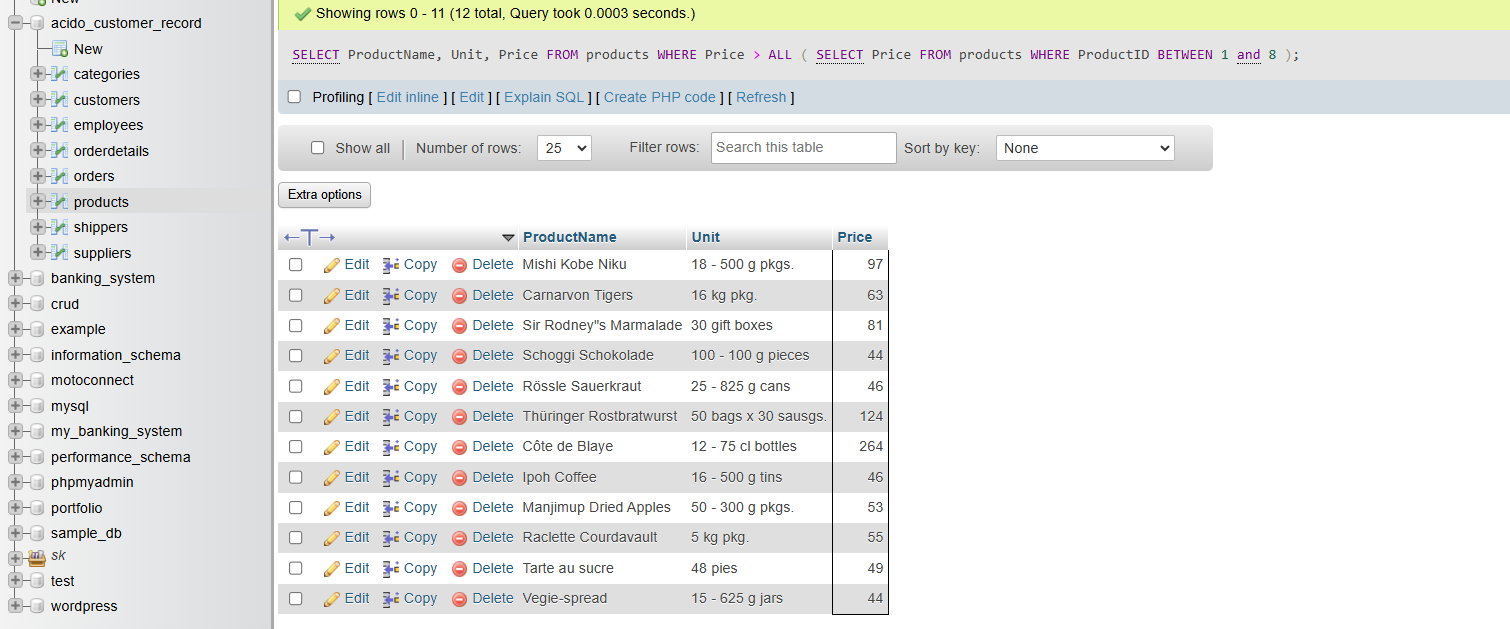 New
acido_customer_record
New
categories
customers
employees
orderdetails
orders
products
shippers
suppliers
banking_system
crud
example
information_schema
motoconnect
mysql
my_banking_system
performance_schema
phpmyadmin
portfolio
sample_db
sk
test
wordpress
Showing rows 0 - 11 (12 total, Query took 0.0003 seconds.)
SELECT ProductName, Unit, Price FROM products WHERE Price > ALL ( SELECT Price FROM products WHERE ProductID BETWEEN 1 and 8 );
Profiling [ Edit inline ] [ Edit ] [ Explain SQL ] [ Create PHP code ] [ Refresh ]
Show all Number of rows: 25 Filter rows: Search this table Sort by key: None
Extra options
←T→ ProductName Unit Price
Edit Copy Delete Mishi Kobe Niku 18 - 500 g pkgs. 97
Edit Copy Delete Carnarvon Tigers 16 kg pkg. 63
Edit Copy Delete Sir Rodney"s Marmalade 30 gift boxes 81
Edit Copy Delete Schoggi Schokolade 100 - 100 g pieces 44
Edit Copy Delete Rössle Sauerkraut 25 - 825 g cans 46
Edit Copy Delete Thüringer Rostbratwurst 50 bags x 30 sausgs. 124
Edit Copy Delete Côte de Blaye 12 - 75 cl bottles 264
Edit Copy Delete Ipoh Coffee 16 - 500 g tins 46
Edit Copy Delete Manjimup Dried Apples 50 - 300 g pkgs. 53
Edit Copy Delete Raclette Courdavault 5 kg pkg. 55
Edit Copy Delete Tarte au sucre 48 pies 49
Edit Copy Delete Vegie-spread 15 - 625 g jars 44